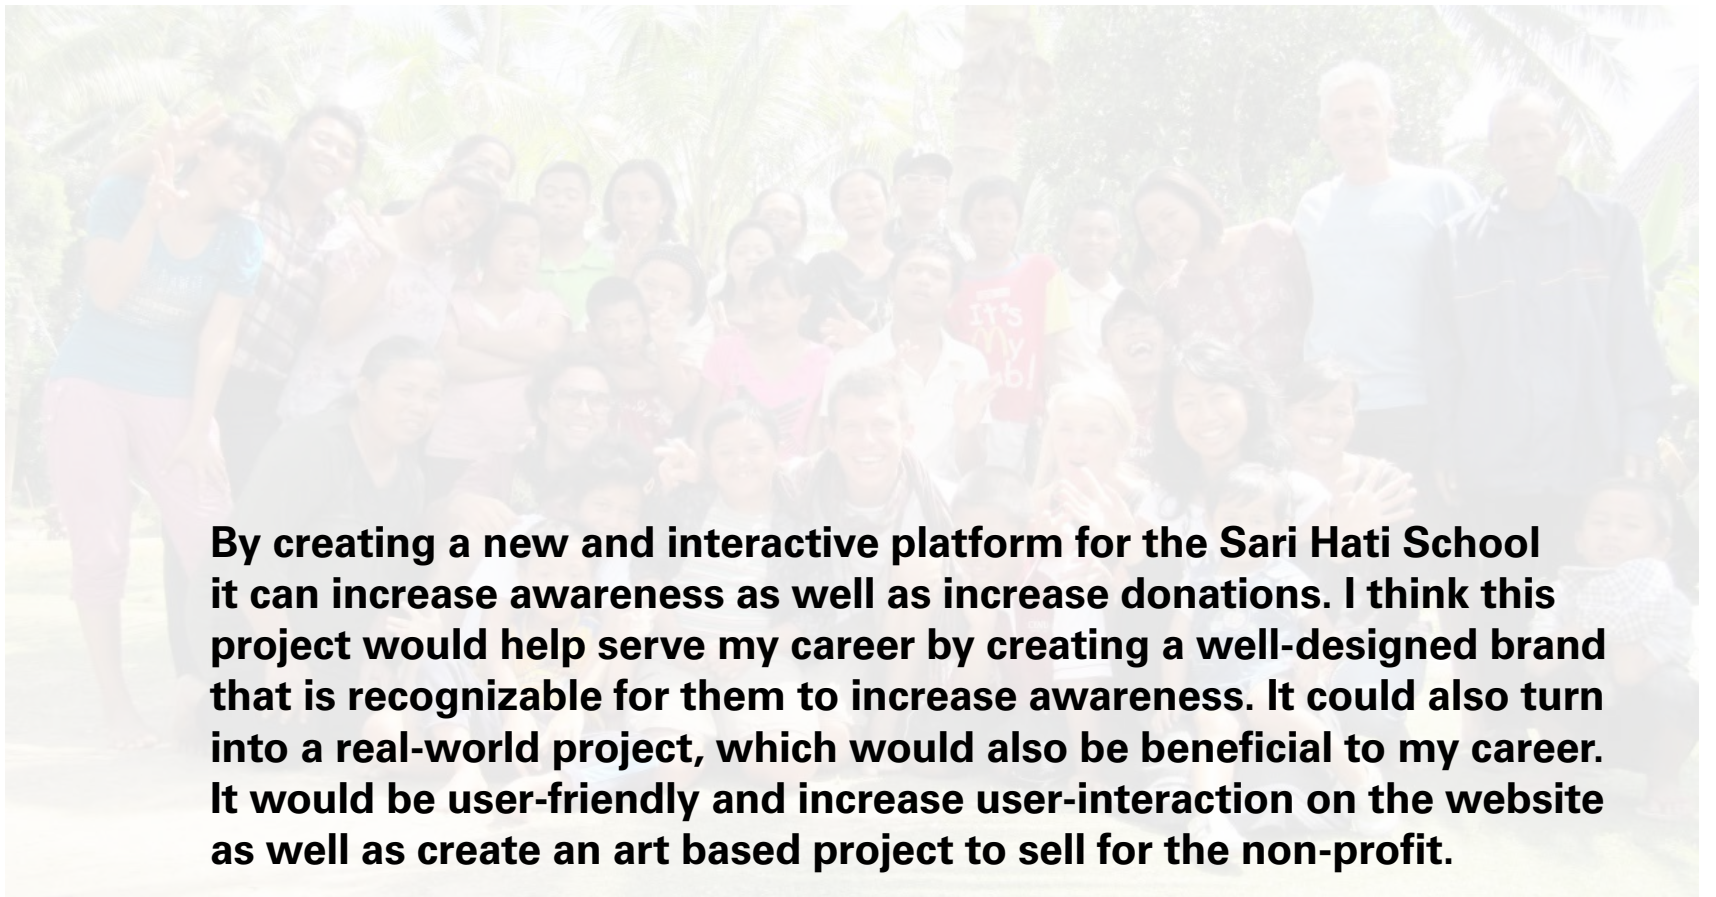 It's
My
By creating a new and interactive platform for the Sari Hati School
it can increase awareness as well as increase donations. I think this
project would help serve my career by creating a well-designed brand
that is recognizable for them to increase awareness. It could also turn
into a real-world project, which would also be beneficial to my career.
It would be user-friendly and increase user-interaction on the website
as well as create an art based project to sell for the non-profit.